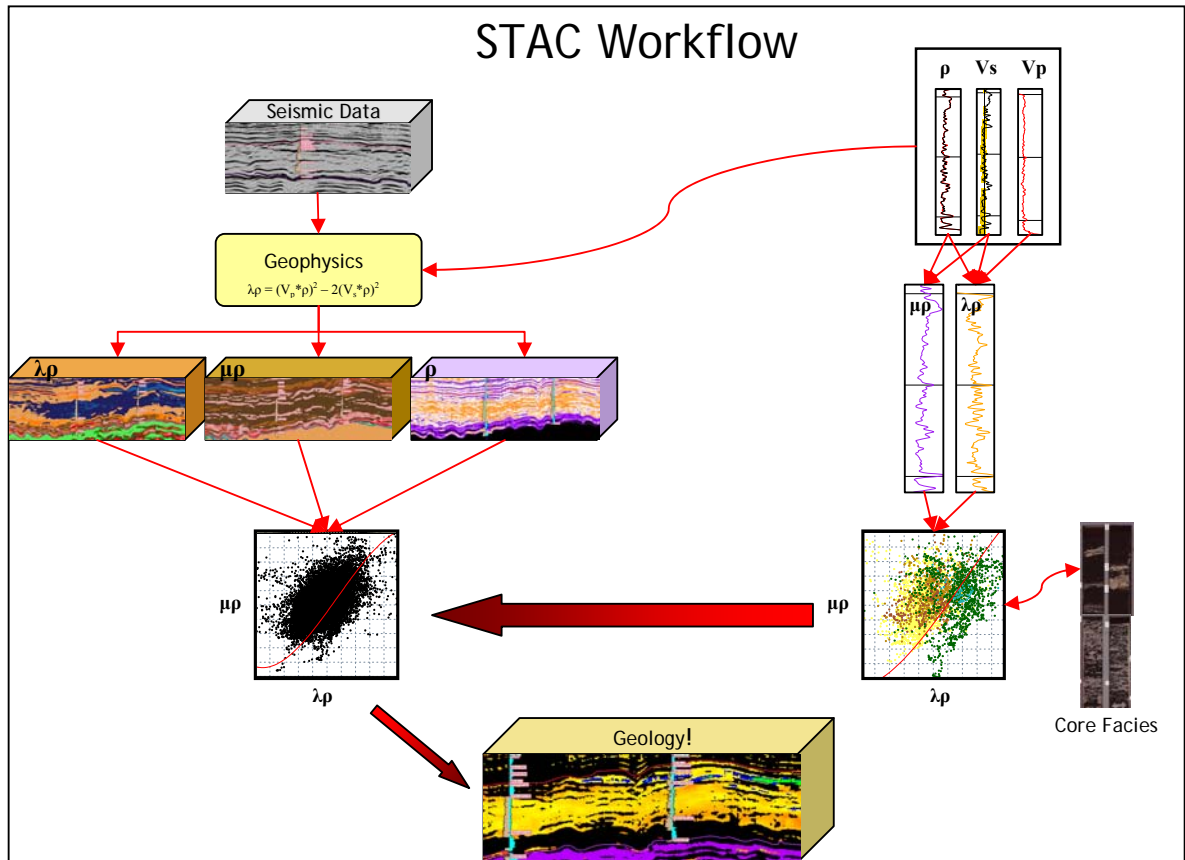 STAC Workflow
ρ Vs Vp
Seismic Data
Geophysics
λρ = (Vₚ*ρ)² – 2(Vₛ*ρ)²
μρ λρ
λρ μρ ρ
μρ
λρ
μρ
λρ
Core Facies
Geology!